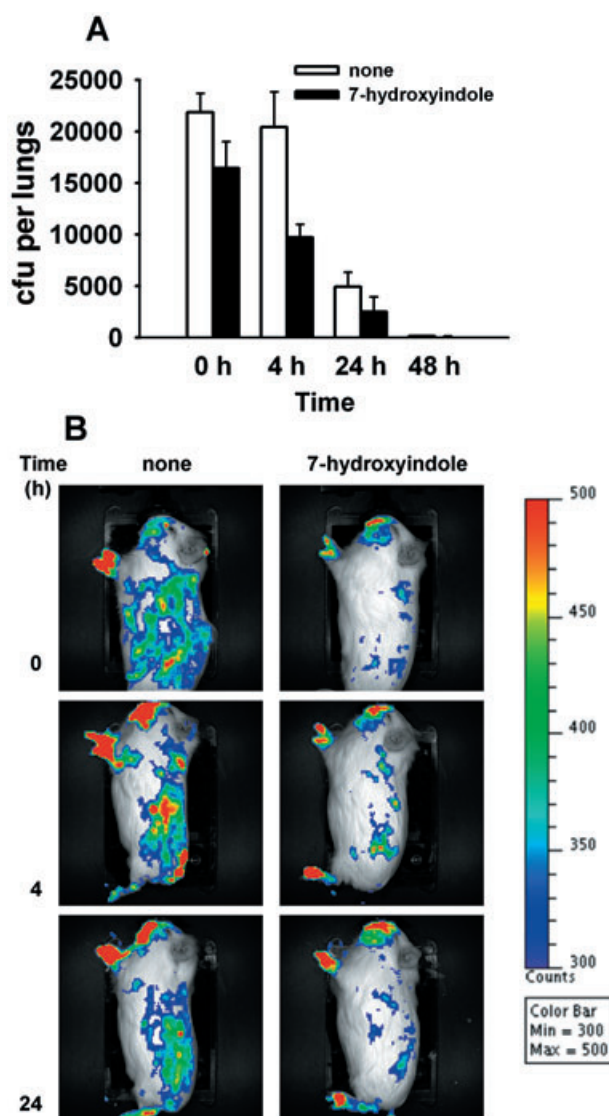 A
none
7-hydroxyindole
25000
20000
15000
10000
5000
0
cfu per lungs
0 h 4 h 24 h 48 h
Time
B
Time (h)
none 7-hydroxyindole
0
4
24
500
450
400
350
300
Counts
Color Bar
Min = 300
Max = 500